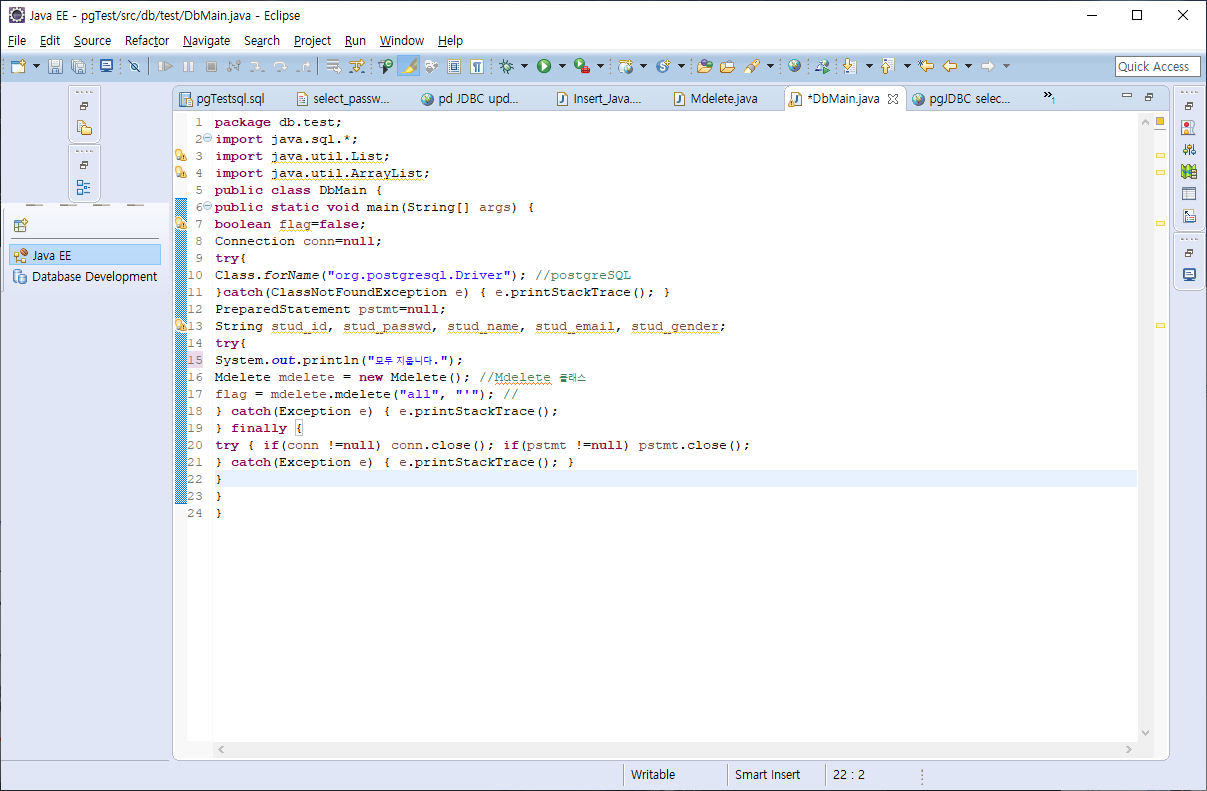 Java EE - pgTest/src/db/test/DbMain.java - Eclipse
File Edit Source Refactor Navigate Search Project Run Window Help
Quick Access
pgTestsql.sql select_passw... pd JDBC upd... Insert_Java.... Mdelete.java *DbMain.java pgJDBC selec... »1
1 package db.test;
2 import java.sql.*;
3 import java.util.List;
4 import java.util.ArrayList;
5 public class DbMain {
6 public static void main(String[] args) {
7 boolean flag=false;
8 Connection conn=null;
9 try{
10 Class.forName("org.postgresql.Driver"); //postgreSQL
11 }catch(ClassNotFoundException e) { e.printStackTrace(); }
12 PreparedStatement pstmt=null;
13 String stud_id, stud_passwd, stud_name, stud_email, stud_gender;
14 try{
15 System.out.println("모두 지웁니다.");
16 Mdelete mdelete = new Mdelete(); //Mdelete 클래스
17 flag = mdelete.mdelete("all", "'"); //
18 } catch(Exception e) { e.printStackTrace();
19 } finally {
20 try { if(conn !=null) conn.close(); if(pstmt !=null) pstmt.close();
21 } catch(Exception e) { e.printStackTrace(); }
22 }
23 }
24 }
Java EE
Database Development
Writable Smart Insert 22 : 2